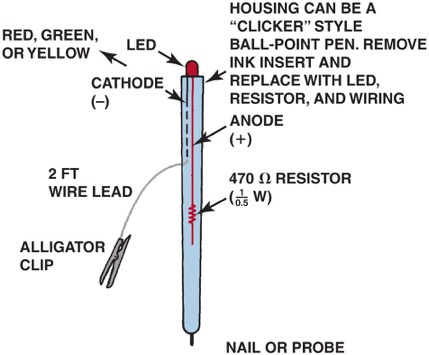 HOUSING CAN BE A
“CLICKER” STYLE
BALL-POINT PEN. REMOVE
INK INSERT AND
REPLACE WITH LED,
RESISTOR, AND WIRING
RED, GREEN,
OR YELLOW
LED
CATHODE
(–)
ANODE
(+)
2 FT
WIRE LEAD
470 Ω RESISTOR
(1/0.5 W)
ALLIGATOR
CLIP
NAIL OR PROBE